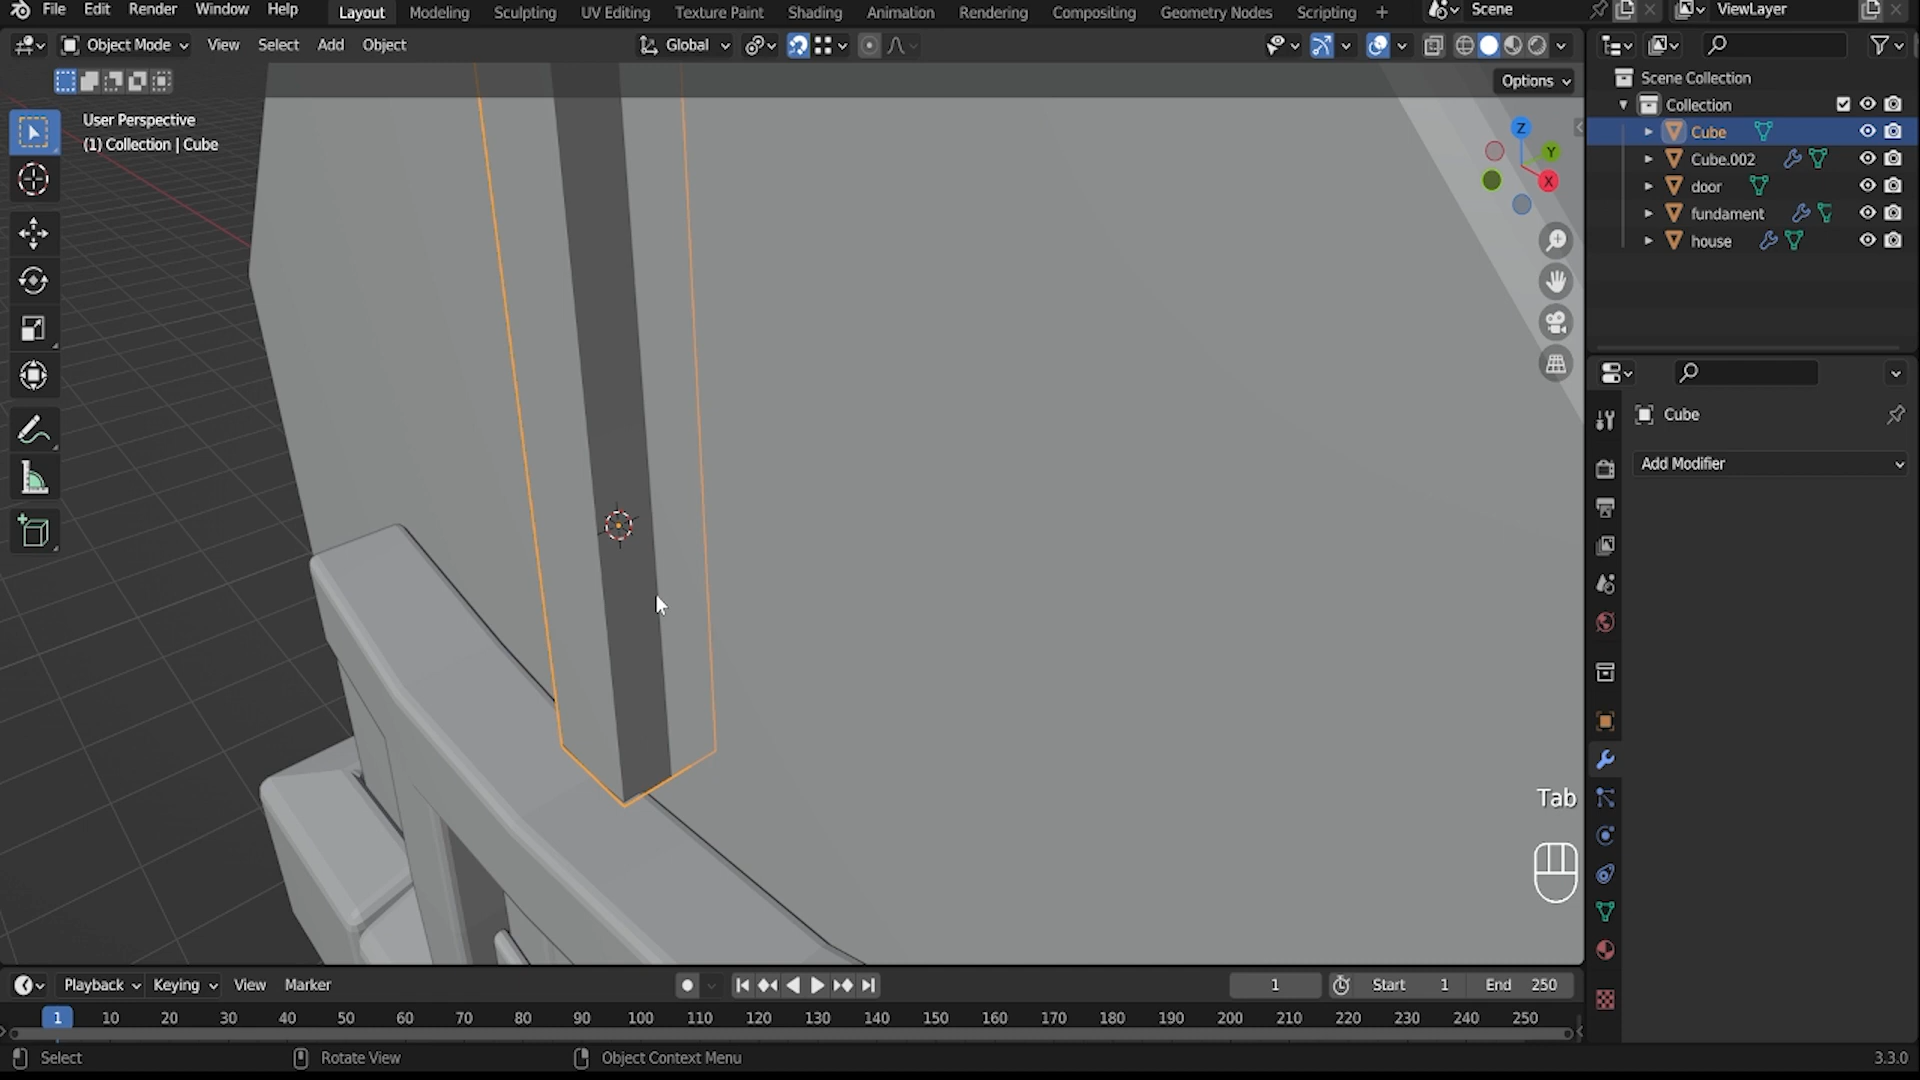 File Edit Render Window Help Layout Modeling Sculpting UV Editing Texture Paint Shading Animation Rendering Compositing Geometry Nodes Scripting + Scene ViewLayer
Object Mode View Select Add Object Global
Options
User Perspective
(1) Collection | Cube
Z
Y
X
Scene Collection
Collection
Cube
Cube.002
door
fundament
house
Cube
Add Modifier
Tab
Playback Keying View Marker 1 Start 1 End 250
1 10 20 30 40 50 60 70 80 90 100 110 120 130 140 150 160 170 180 190 200 210 220 230 240 250
Select Rotate View Object Context Menu 3.3.0